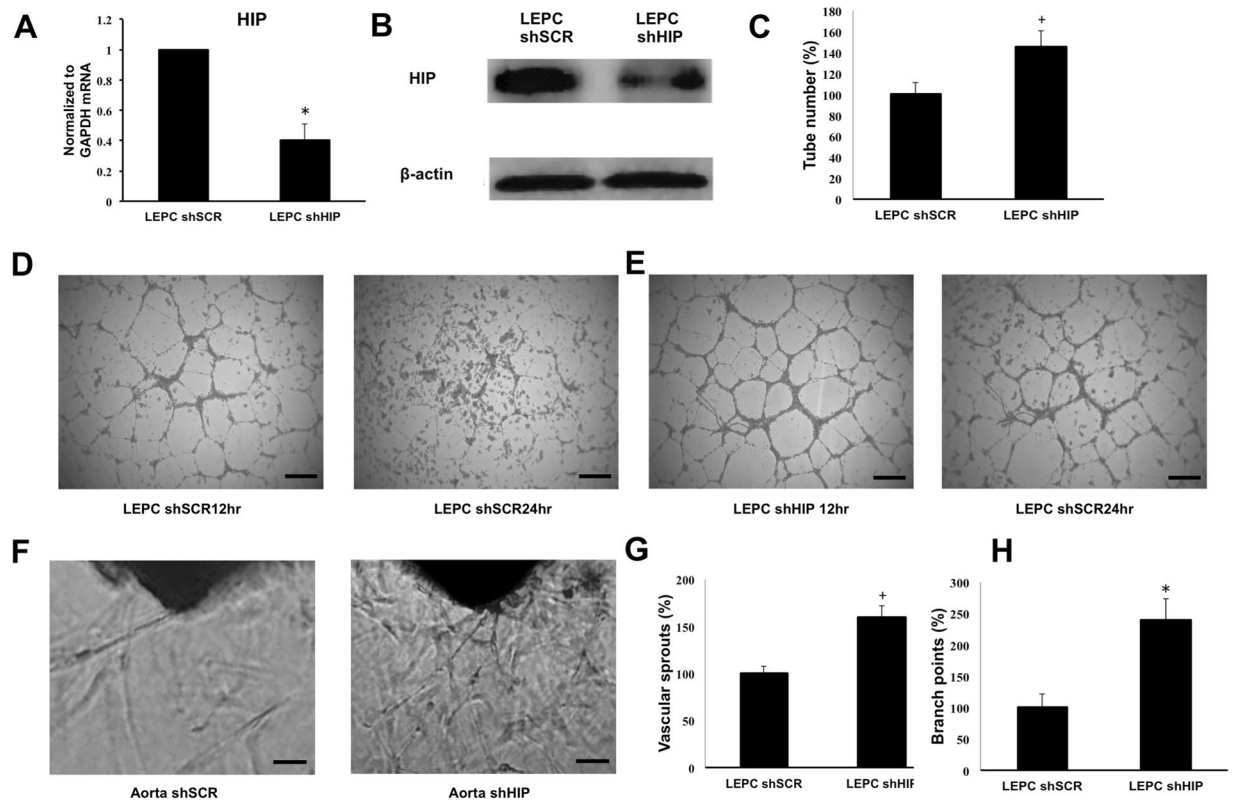 A
HIP
Normalized to
GAPDH mRNA
1.2
1
0.8
0.6
0.4
0.2
0
*
LEPC shSCR
LEPC shHIP
B
LEPC
shSCR
LEPC
shHIP
HIP
β-actin
C
Tube number (%)
180
160
140
120
100
80
60
40
20
0
+
LEPC shSCR
LEPC shHIP
D
LEPC shSCR12hr
LEPC shSCR24hr
E
LEPC shHIP 12hr
LEPC shSCR24hr
F
Aorta shSCR
Aorta shHIP
G
Vascular sprouts (%)
200
150
100
50
0
+
LEPC shSCR
LEPC shHIP
H
Branch points (%)
300
250
200
150
100
50
0
*
LEPC shSCR
LEPC shHIP